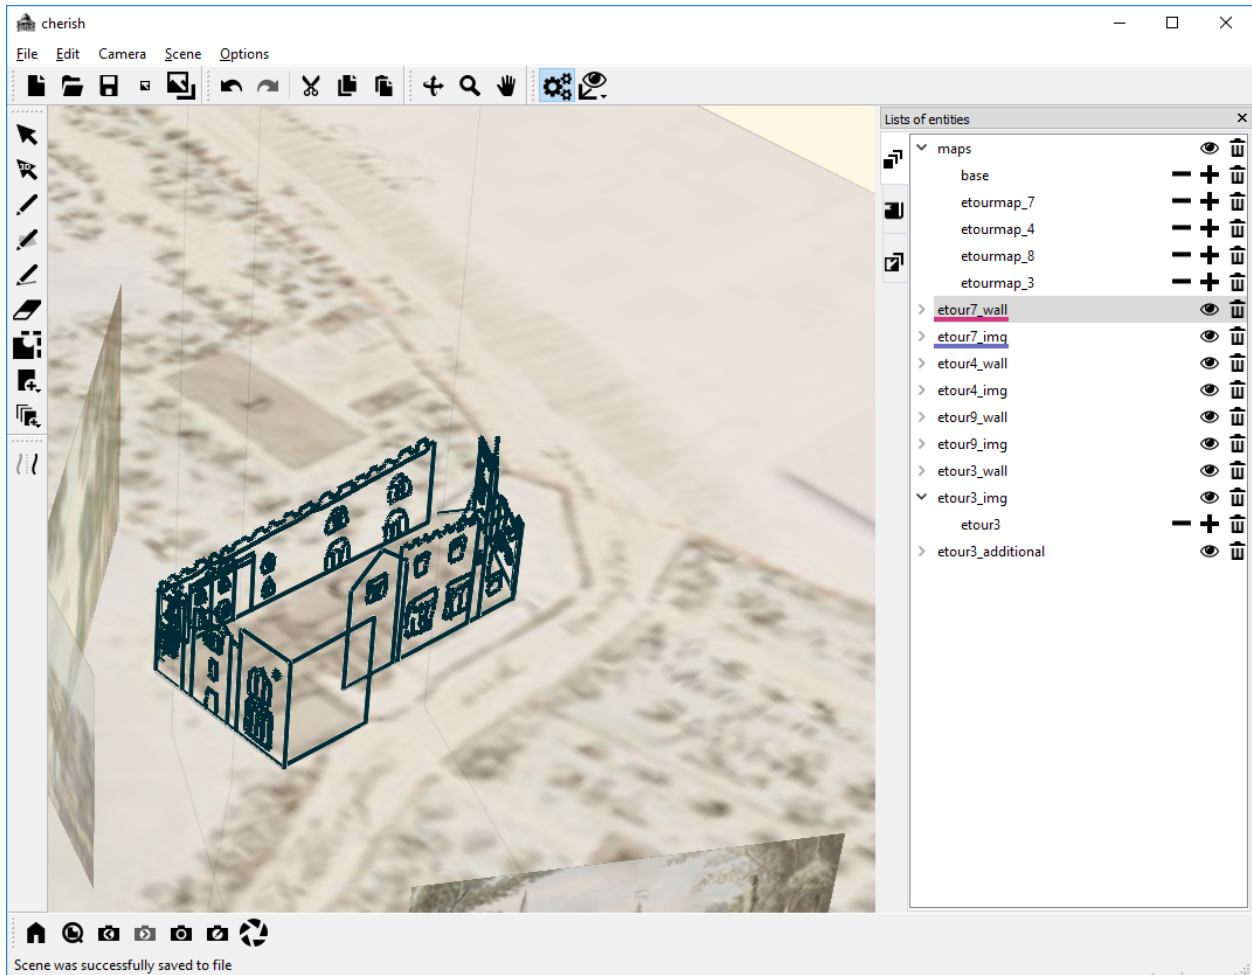 cherish
File Edit Camera Scene Options
Lists of entities
maps
base
etourmap_7
etourmap_4
etourmap_8
etourmap_3
etour7_wall
etour7_img
etour4_wall
etour4_img
etour9_wall
etour9_img
etour3_wall
etour3_img
etour3
etour3_additional
3D
Scene was successfully saved to file